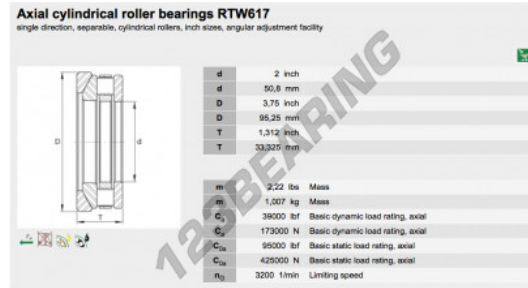 Axial cylindrical roller bearings RTW617
single direction, separable, cylindrical rollers, inch sizes, angular adjustment facility
d 2 inch
d 50,8 mm
D 3,75 inch
D 95,25 mm
T 1,312 inch
T 33,325 mm
D d
T
m 2,22 lbs Mass
m 1,007 kg Mass
Ca 39000 lbf Basic dynamic load rating, axial
Ca 173000 N Basic dynamic load rating, axial
C0a 95000 lbf Basic static load rating, axial
C0a 425000 N Basic static load rating, axial
nG 3200 1/min Limiting speed
123BEARING